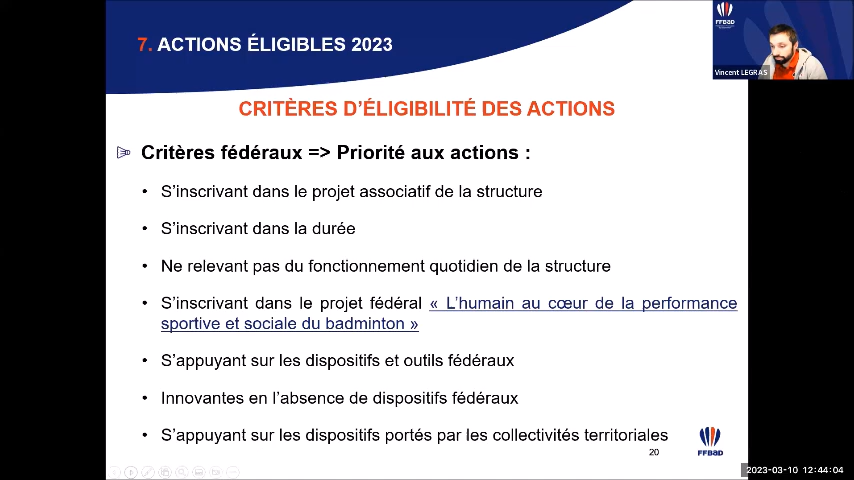 7. ACTIONS ÉLIGIBLES 2023
FFBaD
Vincent LEGRAS
CRITÈRES D'ÉLIGIBILITÉ DES ACTIONS
Critères fédéraux => Priorité aux actions :
• S'inscrivant dans le projet associatif de la structure
• S'inscrivant dans la durée
• Ne relevant pas du fonctionnement quotidien de la structure
• S'inscrivant dans le projet fédéral « L'humain au cœur de la performance
sportive et sociale du badminton »
• S'appuyant sur les dispositifs et outils fédéraux
• Innovantes en l'absence de dispositifs fédéraux
• S'appuyant sur les dispositifs portés par les collectivités territoriales
20
FFBaD
2023-03-10 12:44:04